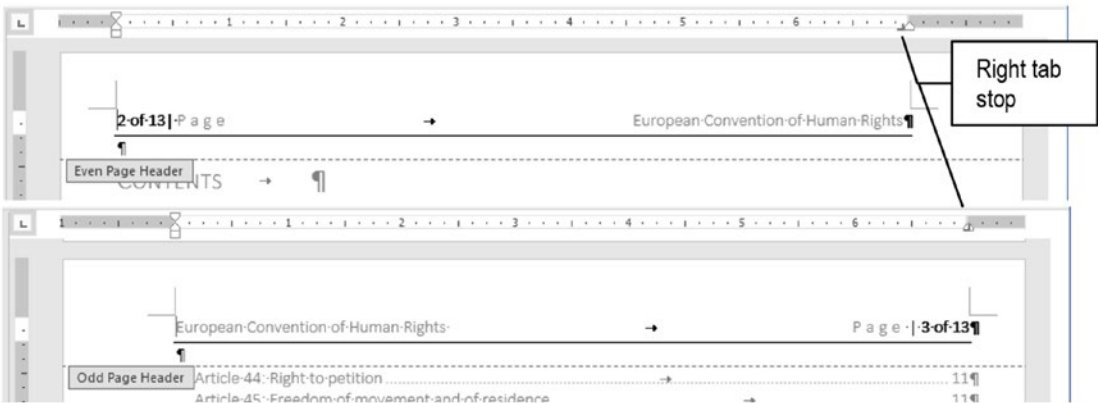 L 1 2 3 4 5 6
Right tab
stop
2·of·13|·P a g e → European·Convention·of·Human·Rights¶
¶
Even Page Header
CONTENTS → ¶
L 1 1 2 3 4 5 6
European·Convention·of·Human·Rights· → P a g e·|·3·of·13¶
¶
Odd Page Header
Article·44:·Right·to·petition → 11¶
Article·45:·Freedom·of·movement·and·of·residence → 11¶